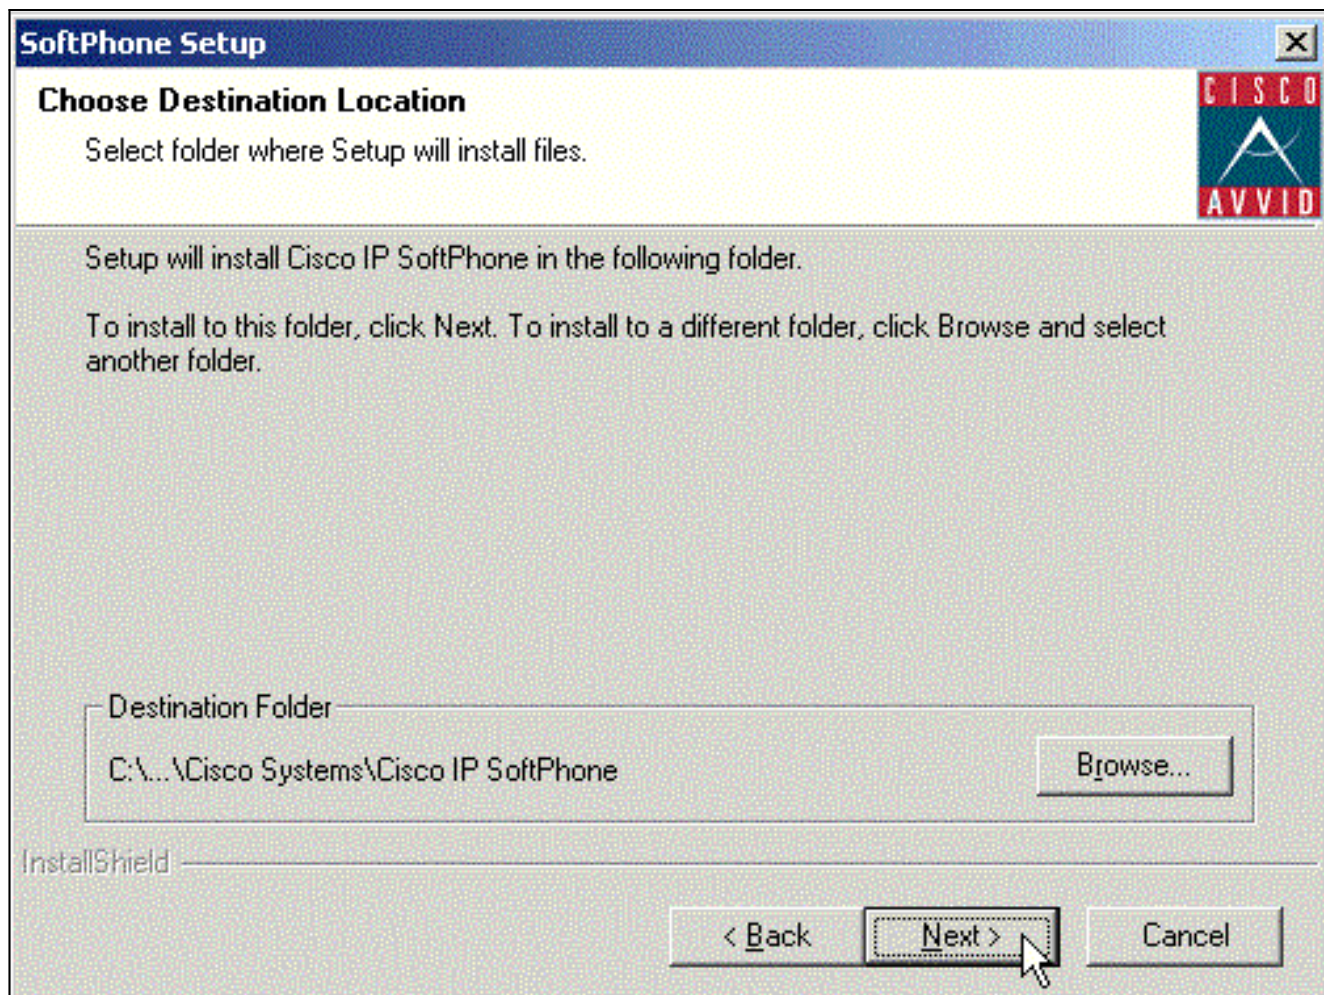 SoftPhone Setup
Choose Destination Location
Select folder where Setup will install files.
CISCO
AVVID
Setup will install Cisco IP SoftPhone in the following folder.
To install to this folder, click Next. To install to a different folder, click Browse and select
another folder.
Destination Folder
C:\...\Cisco Systems\Cisco IP SoftPhone
Browse...
InstallShield
< Back
Next >
Cancel